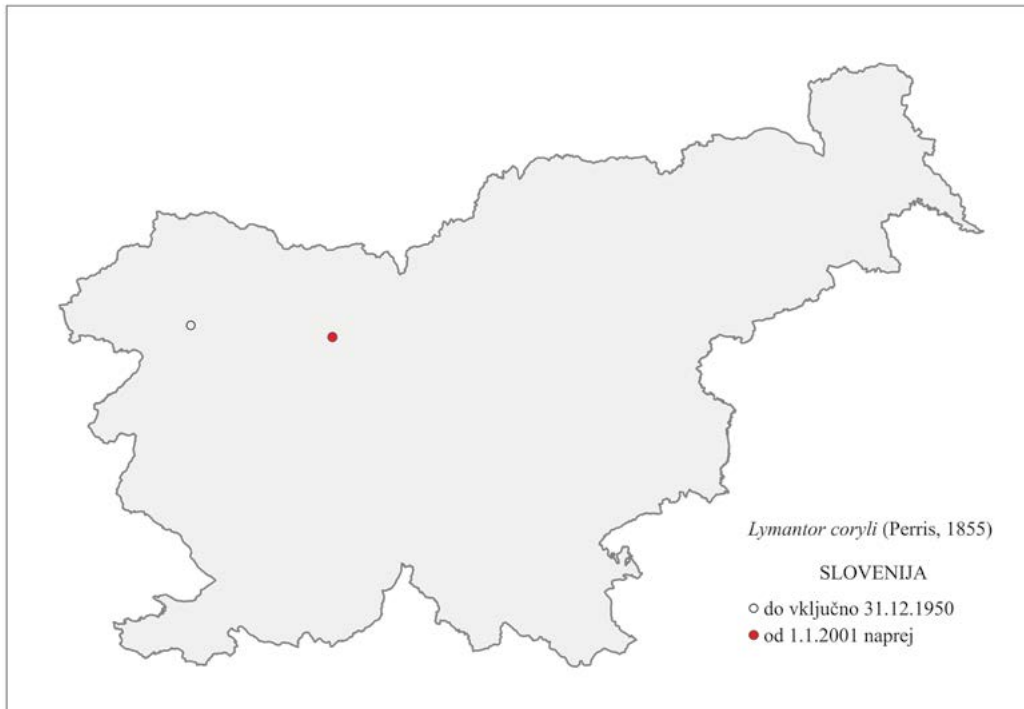 Lymantor coryli (Perris, 1855)
SLOVENIJA
do vključno 31.12.1950
od 1.1.2001 naprej